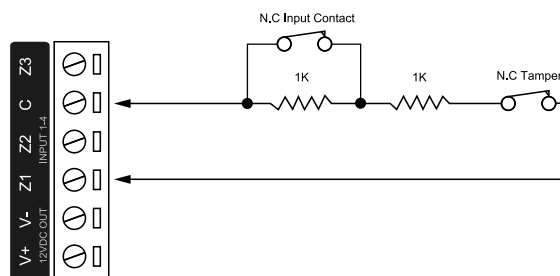 N.C Input Contact
1K
1K
N.C Tamper
Z3
C
Z2
Z1
V-
V+
INPUT 1-4
12VDC OUT